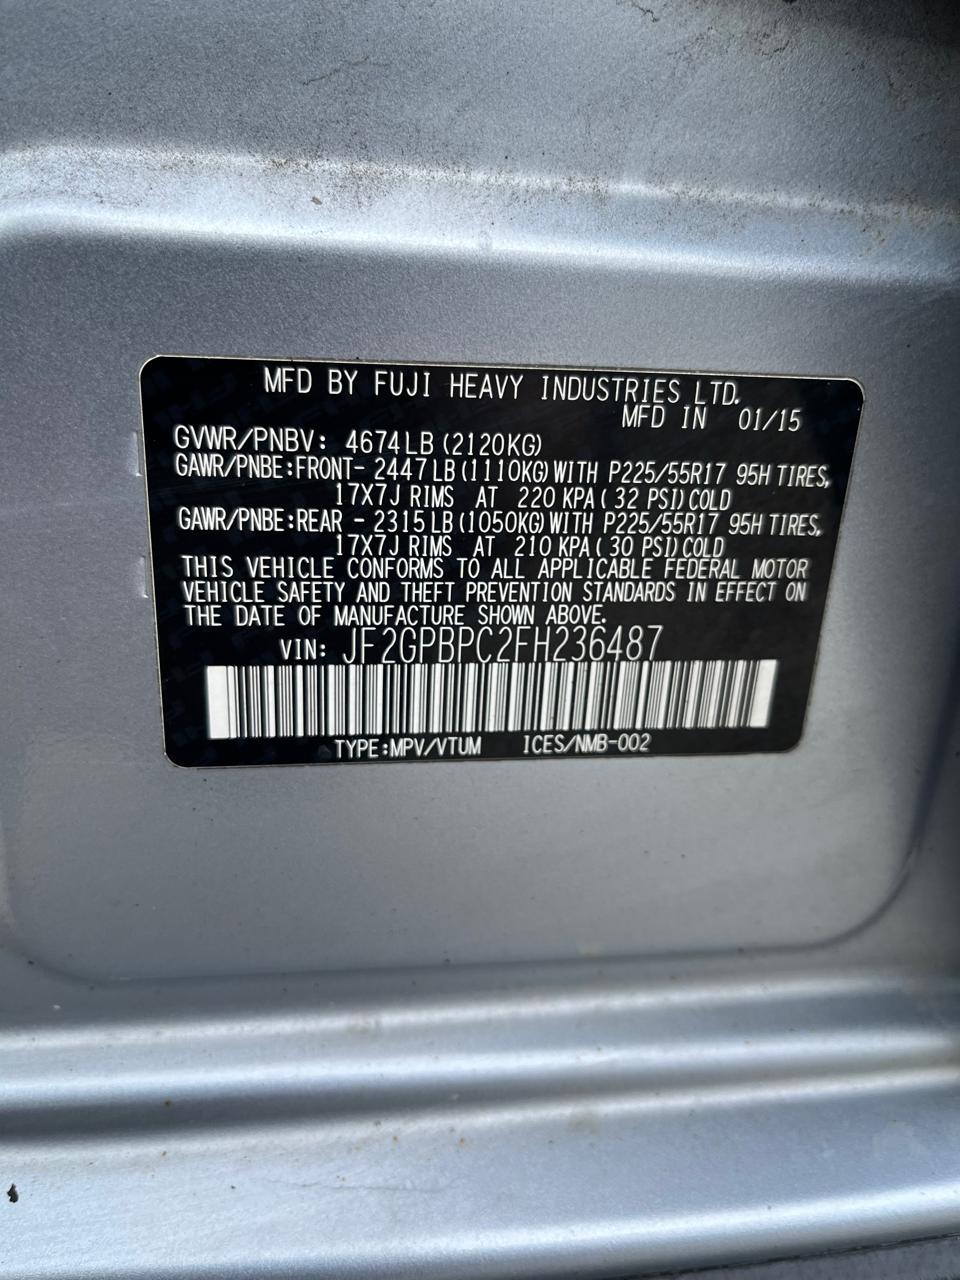 MFD BY FUJI HEAVY INDUSTRIES LTD.
MFD IN 01/15
GVWR/PNBV: 4674LB (2120KG)
GAWR/PNBE:FRONT- 2447LB (1110KG) WITH P225/55R17 95H TIRES,
17X7J RIMS AT 220 KPA ( 32 PSI) COLD
GAWR/PNBE:REAR - 2315LB (1050KG) WITH P225/55R17 95H TIRES,
17X7J RIMS AT 210 KPA ( 30 PSI) COLD
THIS VEHICLE CONFORMS TO ALL APPLICABLE FEDERAL MOTOR
VEHICLE SAFETY AND THEFT PREVENTION STANDARDS IN EFFECT ON
THE DATE OF MANUFACTURE SHOWN ABOVE.
VIN: JF2GPBPC2FH236487
TYPE:MPV/VTUM ICES/NMB-002